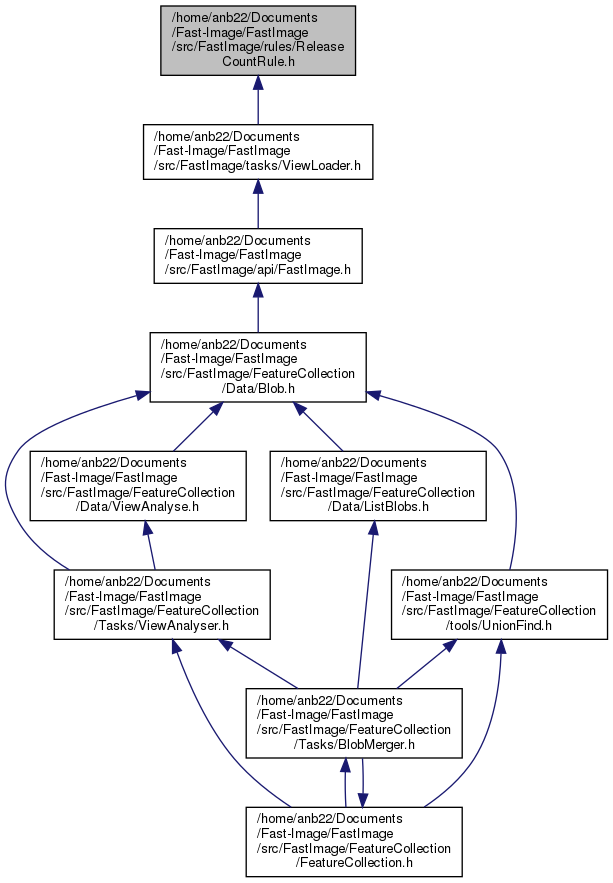 /home/anb22/Documents
/Fast-Image/FastImage
/src/FastImage/rules/Release
CountRule.h
/home/anb22/Documents
/Fast-Image/FastImage
/src/FastImage/tasks/ViewLoader.h
/home/anb22/Documents
/Fast-Image/FastImage
/src/FastImage/api/FastImage.h
/home/anb22/Documents
/Fast-Image/FastImage
/src/FastImage/FeatureCollection
/Data/Blob.h
/home/anb22/Documents
/Fast-Image/FastImage
/src/FastImage/FeatureCollection
/Data/ViewAnalyse.h
/home/anb22/Documents
/Fast-Image/FastImage
/src/FastImage/FeatureCollection
/Data/ListBlobs.h
/home/anb22/Documents
/Fast-Image/FastImage
/src/FastImage/FeatureCollection
/Tasks/ViewAnalyser.h
/home/anb22/Documents
/Fast-Image/FastImage
/src/FastImage/FeatureCollection
/tools/UnionFind.h
/home/anb22/Documents
/Fast-Image/FastImage
/src/FastImage/FeatureCollection
/Tasks/BlobMerger.h
/home/anb22/Documents
/Fast-Image/FastImage
/src/FastImage/FeatureCollection
/FeatureCollection.h